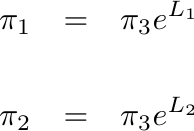 π₁ = π₃e^{L₁}
π₂ = π₃e^{L₂}